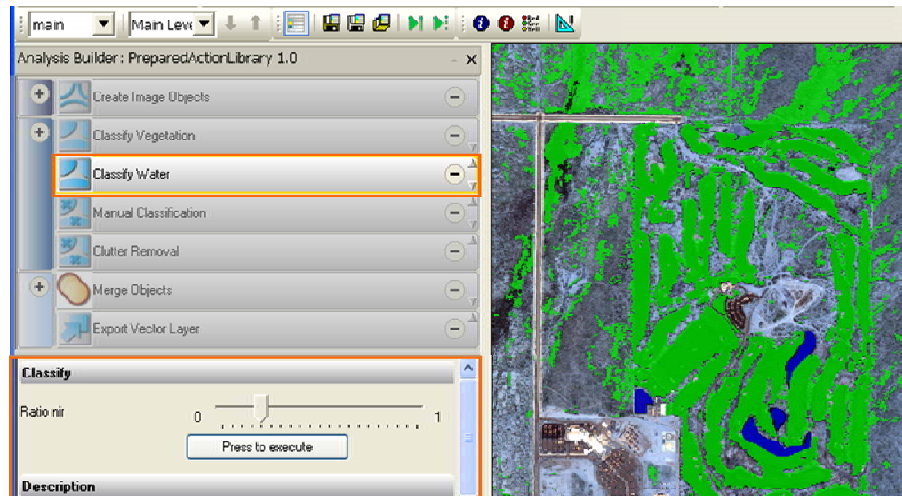 main Main Leve
Analysis Builder : PreparedActionLibrary 1.0
Create Image Objects
Classify Vegetation
Classify Water
Manual Classification
Clutter Removal
Merge Objects
Export Vector Layer
Classify
Ratio nir 0 1
Press to execute
Description